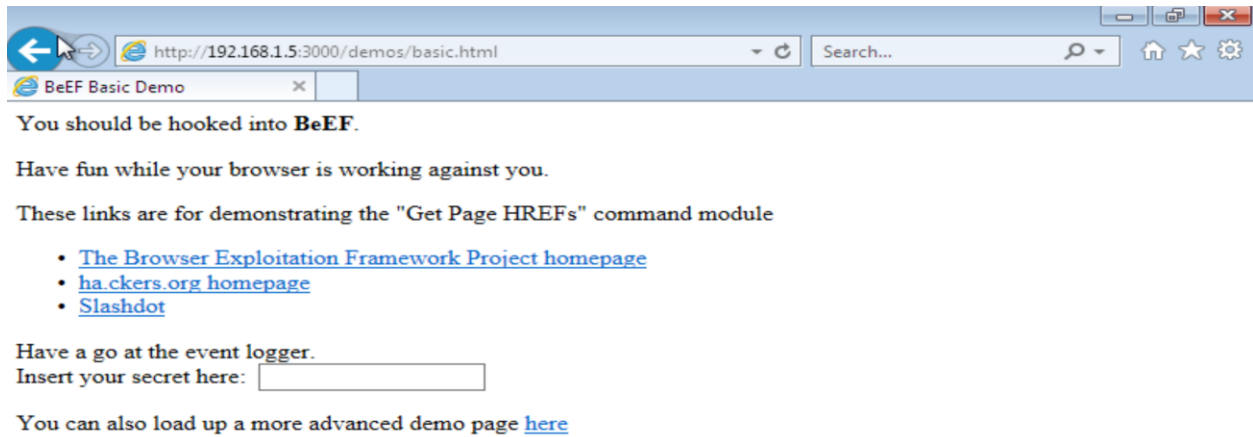 http://192.168.1.5:3000/demos/basic.html
Search...
BeEF Basic Demo
You should be hooked into BeEF.
Have fun while your browser is working against you.
These links are for demonstrating the "Get Page HREFs" command module
• The Browser Exploitation Framework Project homepage
• ha.ckers.org homepage
• Slashdot
Have a go at the event logger.
Insert your secret here:
You can also load up a more advanced demo page here